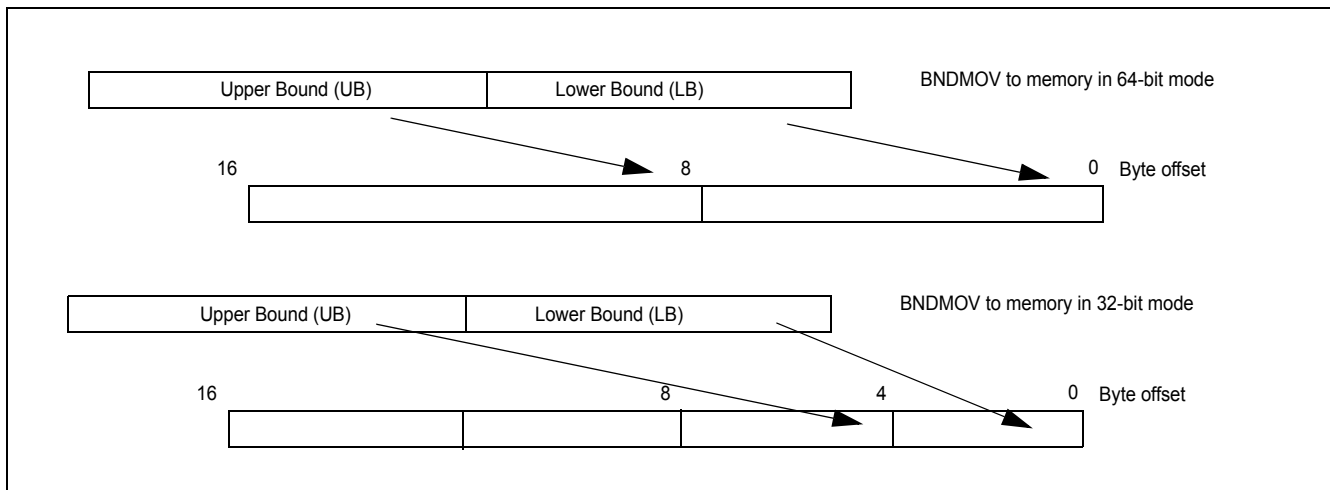 BNDMOV to memory in 64-bit mode
Upper Bound (UB) Lower Bound (LB)
16 8 0 Byte offset
BNDMOV to memory in 32-bit mode
Upper Bound (UB) Lower Bound (LB)
16 8 4 0 Byte offset